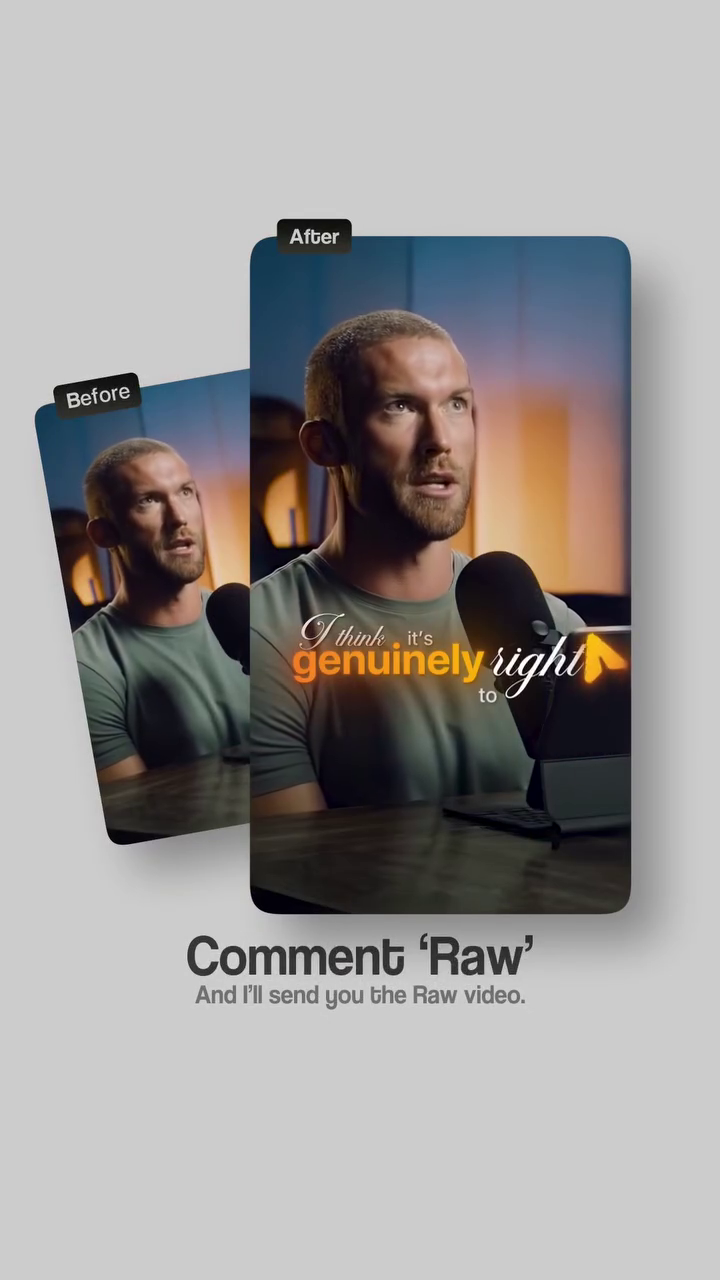 After
Before
I think it's
genuinely right
to
Comment ‘Raw’
And I’ll send you the Raw video.